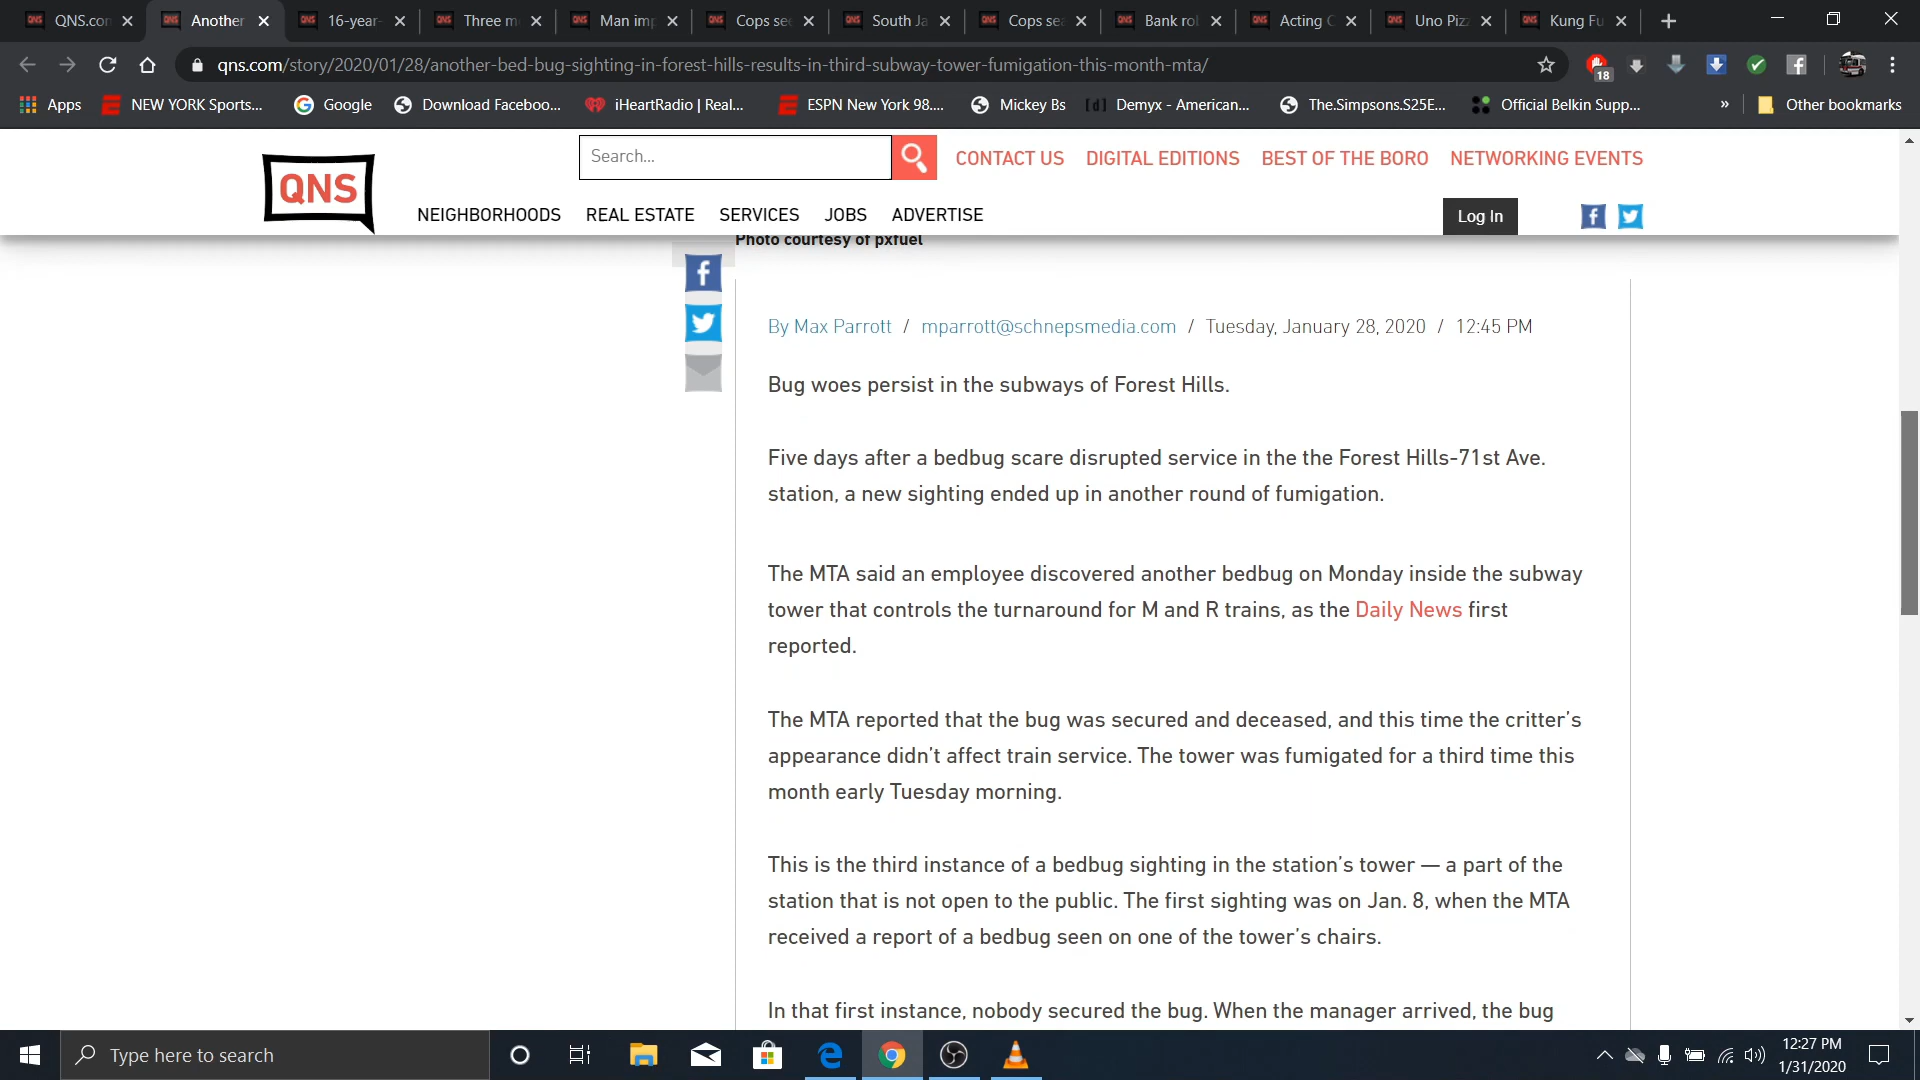 QNS.con
Another
16-year-
Three m
Man imp
Cops see
South Ja
Cops sea
Bank rol
Acting C
Uno Pizz
Kung Fu
qns.com/story/2020/01/28/another-bed-bug-sighting-in-forest-hills-results-in-third-subway-tower-fumigation-this-month-mta/
18
Apps
NEW YORK Sports...
Google
Download Faceboo...
iHeartRadio | Real...
ESPN New York 98....
Mickey Bs
[d] Demyx - American...
The.Simpsons.S25E...
Official Belkin Supp...
»
Other bookmarks
QNS
Search...
CONTACT US
DIGITAL EDITIONS
BEST OF THE BORO
NETWORKING EVENTS
NEIGHBORHOODS
REAL ESTATE
SERVICES
JOBS
ADVERTISE
Log In
Photo courtesy of pxfuel
By Max Parrott / mparrott@schnepsmedia.com / Tuesday, January 28, 2020 / 12:45 PM
Bug woes persist in the subways of Forest Hills.
Five days after a bedbug scare disrupted service in the the Forest Hills-71st Ave.
station, a new sighting ended up in another round of fumigation.
The MTA said an employee discovered another bedbug on Monday inside the subway
tower that controls the turnaround for M and R trains, as the Daily News first
reported.
The MTA reported that the bug was secured and deceased, and this time the critter’s
appearance didn’t affect train service. The tower was fumigated for a third time this
month early Tuesday morning.
This is the third instance of a bedbug sighting in the station’s tower — a part of the
station that is not open to the public. The first sighting was on Jan. 8, when the MTA
received a report of a bedbug seen on one of the tower’s chairs.
In that first instance, nobody secured the bug. When the manager arrived, the bug
Type here to search
12:27 PM
1/31/2020